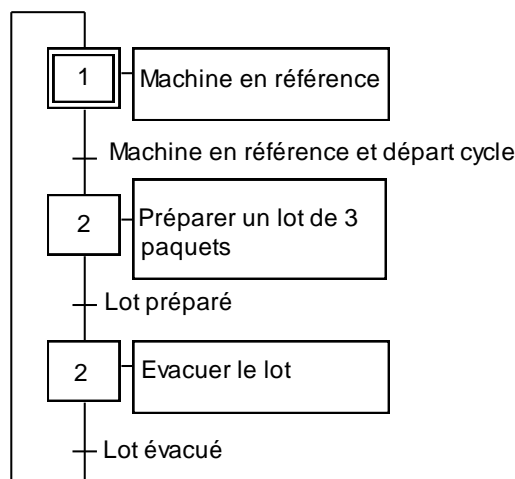 1
Machine en référence
Machine en référence et départ cycle
2
Préparer un lot de 3
paquets
Lot préparé
2
Evacuer le lot
Lot évacué